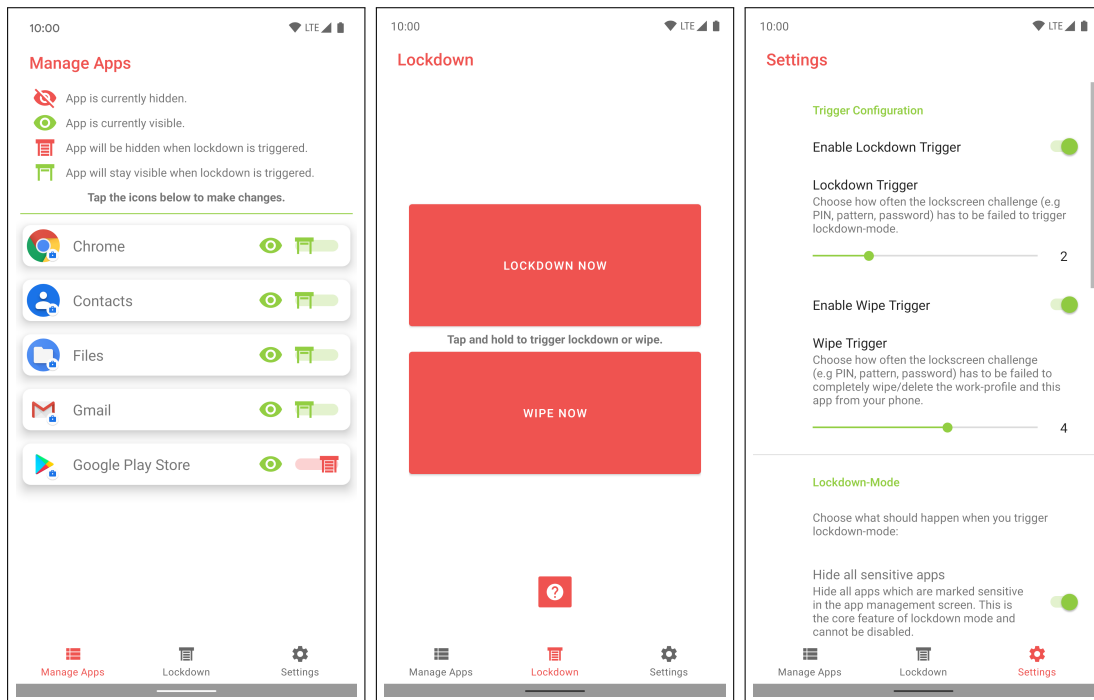 10:00
LTE
Manage Apps
App is currently hidden.
App is currently visible.
App will be hidden when lockdown is triggered.
App will stay visible when lockdown is triggered.
Tap the icons below to make changes.
Chrome
Contacts
Files
Gmail
Google Play Store
Manage Apps
Lockdown
Settings
10:00
LTE
Lockdown
LOCKDOWN NOW
Tap and hold to trigger lockdown or wipe.
WIPE NOW
?
Manage Apps
Lockdown
Settings
10:00
LTE
Settings
Trigger Configuration
Enable Lockdown Trigger
Lockdown Trigger
Choose how often the lockscreen challenge (e.g
PIN, pattern, password) has to be failed to trigger
lockdown-mode.
2
Enable Wipe Trigger
Wipe Trigger
Choose how often the lockscreen challenge
(e.g PIN, pattern, password) has to be failed to
completely wipe/delete the work-profile and this
app from your phone.
4
Lockdown-Mode
Choose what should happen when you trigger
lockdown-mode:
Hide all sensitive apps
Hide all apps which are marked sensitive
in the app management screen. This is
the core feature of lockdown mode and
cannot be disabled.
Manage Apps
Lockdown
Settings